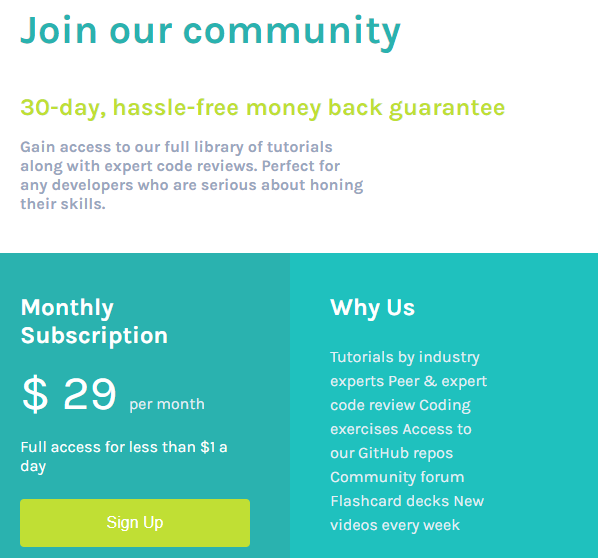 Join our community
30-day, hassle-free money back guarantee
Gain access to our full library of tutorials
along with expert code reviews. Perfect for
any developers who are serious about honing
their skills.
Monthly
Subscription
$ 29 per month
Full access for less than $1 a
day
Sign Up
Why Us
Tutorials by industry
experts Peer & expert
code review Coding
exercises Access to
our GitHub repos
Community forum
Flashcard decks New
videos every week